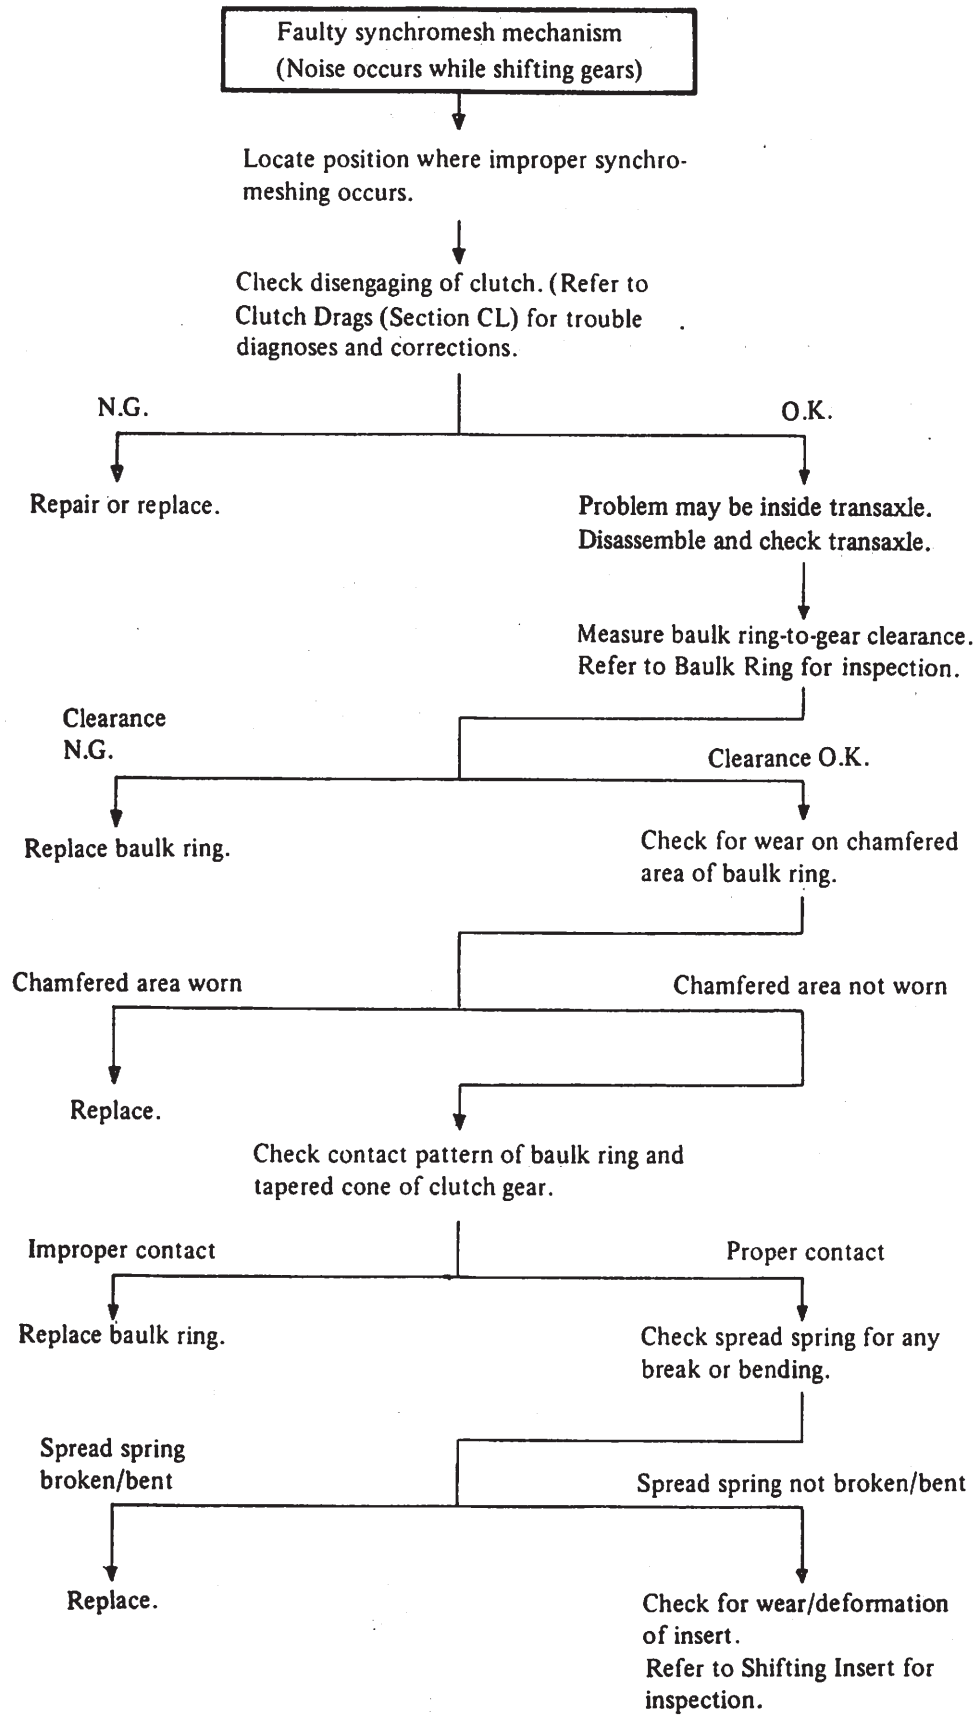 Faulty synchromesh mechanism
(Noise occurs while shifting gears)
Locate position where improper synchro-
meshing occurs.
Check disengaging of clutch. (Refer to
Clutch Drags (Section CL) for trouble
diagnoses and corrections.
N.G.
O.K.
Repair or replace.
Problem may be inside transaxle.
Disassemble and check transaxle.
Measure baulk ring-to-gear clearance.
Refer to Baulk Ring for inspection.
Clearance
N.G.
Clearance O.K.
Replace baulk ring.
Check for wear on chamfered
area of baulk ring.
Chamfered area worn
Chamfered area not worn
Replace.
Check contact pattern of baulk ring and
tapered cone of clutch gear.
Improper contact
Proper contact
Replace baulk ring.
Check spread spring for any
break or bending.
Spread spring
broken/bent
Spread spring not broken/bent
Replace.
Check for wear/deformation
of insert.
Refer to Shifting Insert for
inspection.